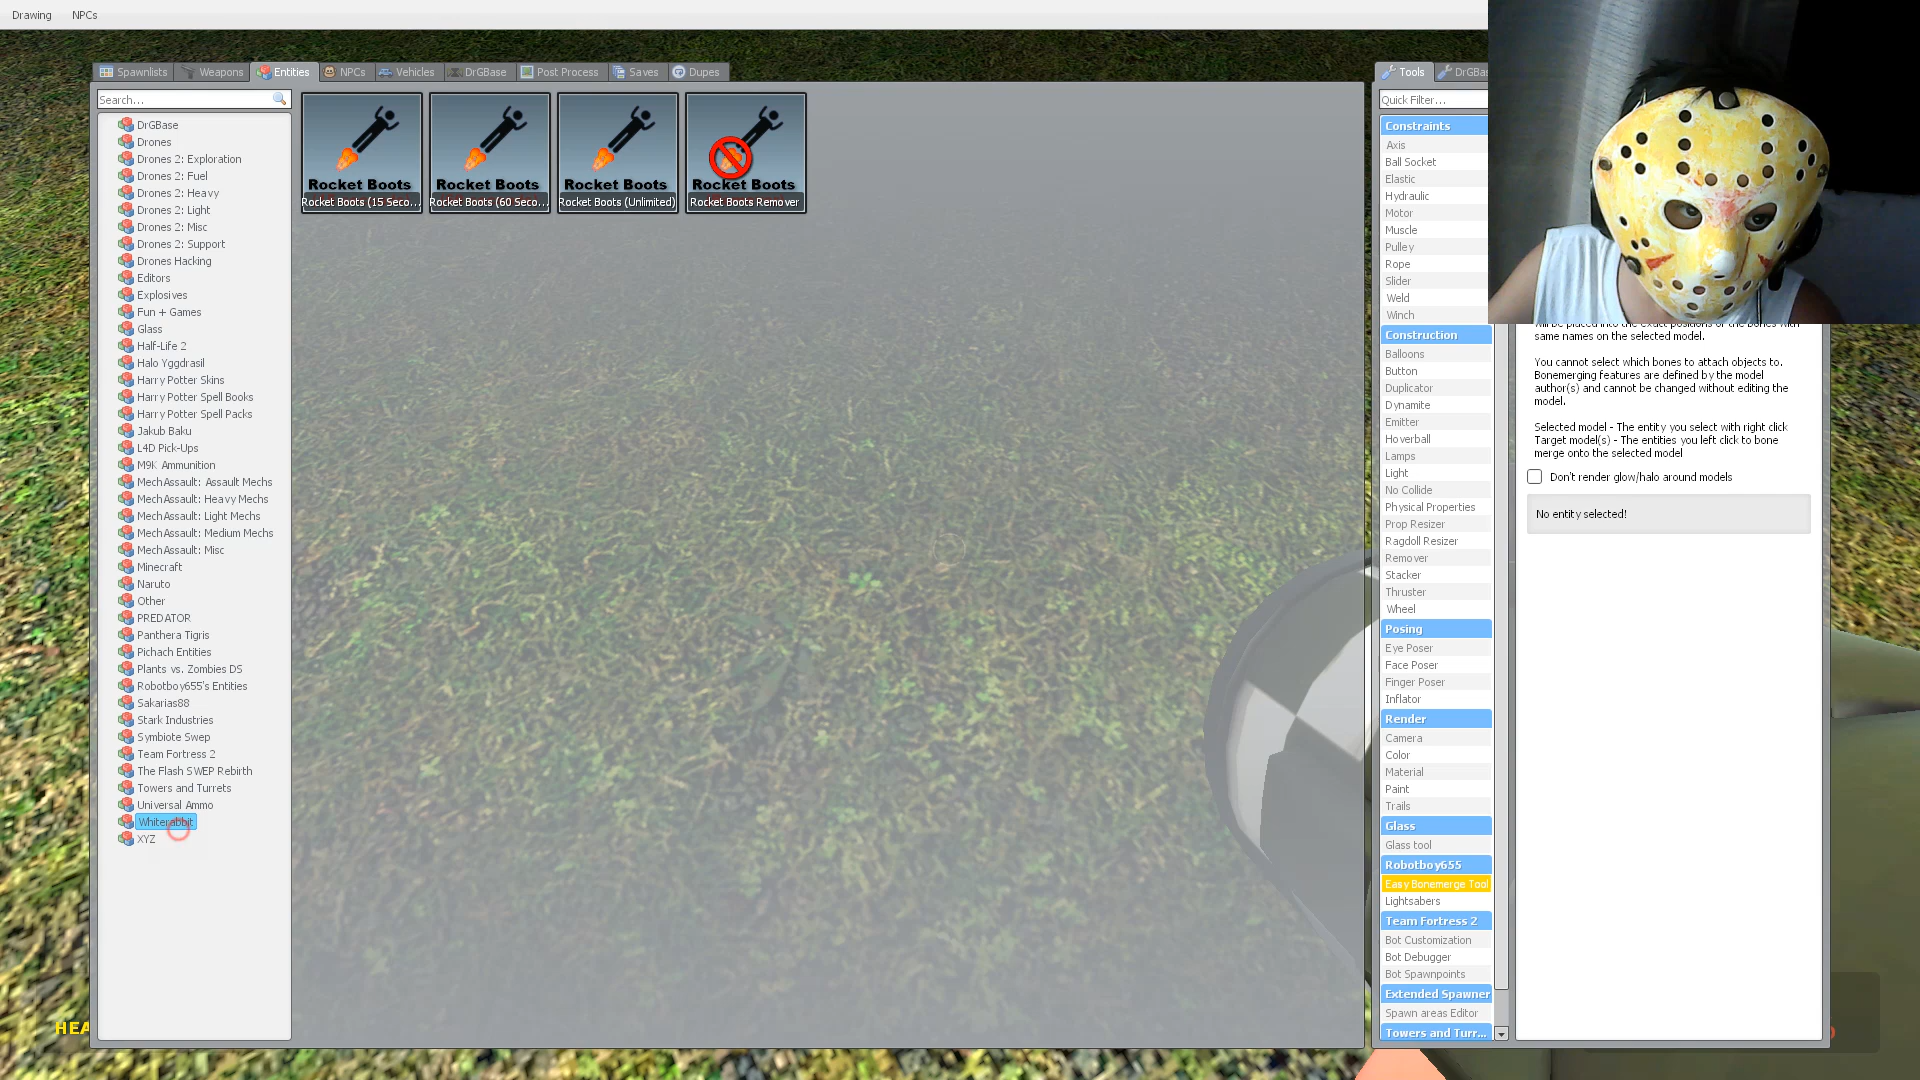 Drawing NPCs
Spawnlists Weapons Entities NPCs Vehicles DrGBase Post Process Saves Dupes
Search...
DrGBase
Drones
Drones 2: Exploration
Drones 2: Fuel
Drones 2: Heavy
Drones 2: Light
Drones 2: Misc
Drones 2: Support
Drones Hacking
Editors
Explosives
Fun + Games
Glass
Half-Life 2
Halo Yggdrasil
Harry Potter Skins
Harry Potter Spell Books
Harry Potter Spell Packs
Jakub Baku
L4D Pick-Ups
M9K Ammunition
MechAssault: Assault Mechs
MechAssault: Heavy Mechs
MechAssault: Light Mechs
MechAssault: Medium Mechs
MechAssault: Misc
Minecraft
Naruto
Other
PREDATOR
Panthera Tigris
Pichach Entities
Plants vs. Zombies DS
Robotboy655's Entities
Sakarias88
Stark Industries
Symbiote Swep
Team Fortress 2
The Flash SWEP Rebirth
Towers and Turrets
Universal Ammo
Whiterabbit
XYZ
Rocket Boots Rocket Boots Rocket Boots Rocket Boots
Rocket Boots (15 Seco... Rocket Boots (60 Seco... Rocket Boots (Unlimited) Rocket Boots Remover
HEA
Tools DrGBas
Quick Filter...
Constraints
Axis
Ball Socket
Elastic
Hydraulic
Motor
Muscle
Pulley
Rope
Slider
Weld
Winch
Construction
Balloons
Button
Duplicator
Dynamite
Emitter
Hoverball
Lamps
Light
No Collide
Physical Properties
Prop Resizer
Ragdoll Resizer
Remover
Stacker
Thruster
Wheel
Posing
Eye Poser
Face Poser
Finger Poser
Inflator
Render
Camera
Color
Material
Paint
Trails
Glass
Glass tool
Robotboy655
Easy Bonemerge Tool
Lightsabers
Team Fortress 2
Bot Customization
Bot Debugger
Bot Spawnpoints
Extended Spawner
Spawn areas Editor
Towers and Turr...
will be placed into the exact positions of the bones with
same names on the selected model.
You cannot select which bones to attach objects to.
Bonemerging features are defined by the model
author(s) and cannot be changed without editing the
model.
Selected model - The entity you select with right click
Target model(s) - The entities you left click to bone
merge onto the selected model
Don't render glow/halo around models
No entity selected!